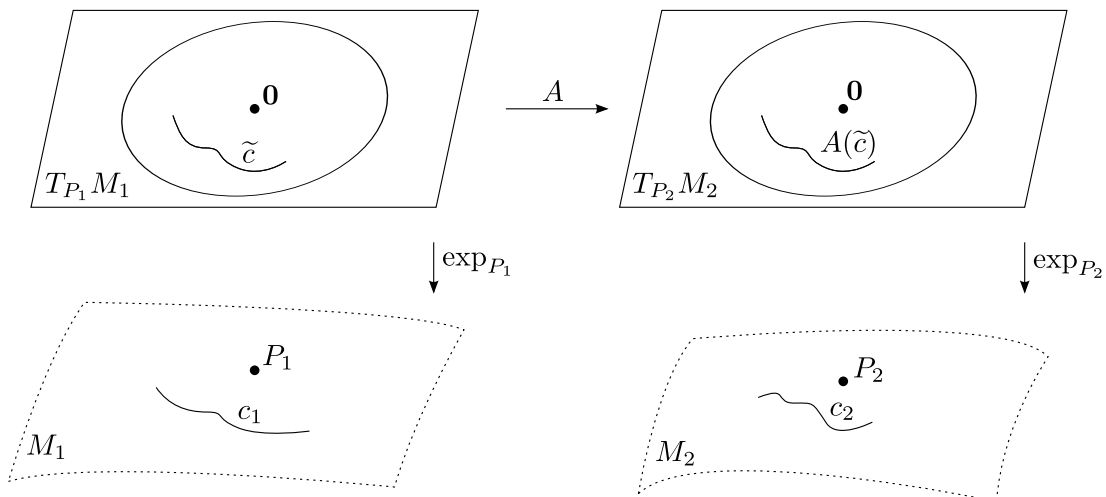 0 A 0
c̃ A(c̃)
T_{P_1}M_1 T_{P_2}M_2
exp_{P_1} exp_{P_2}
P_1 P_2
c_1 c_2
M_1 M_2